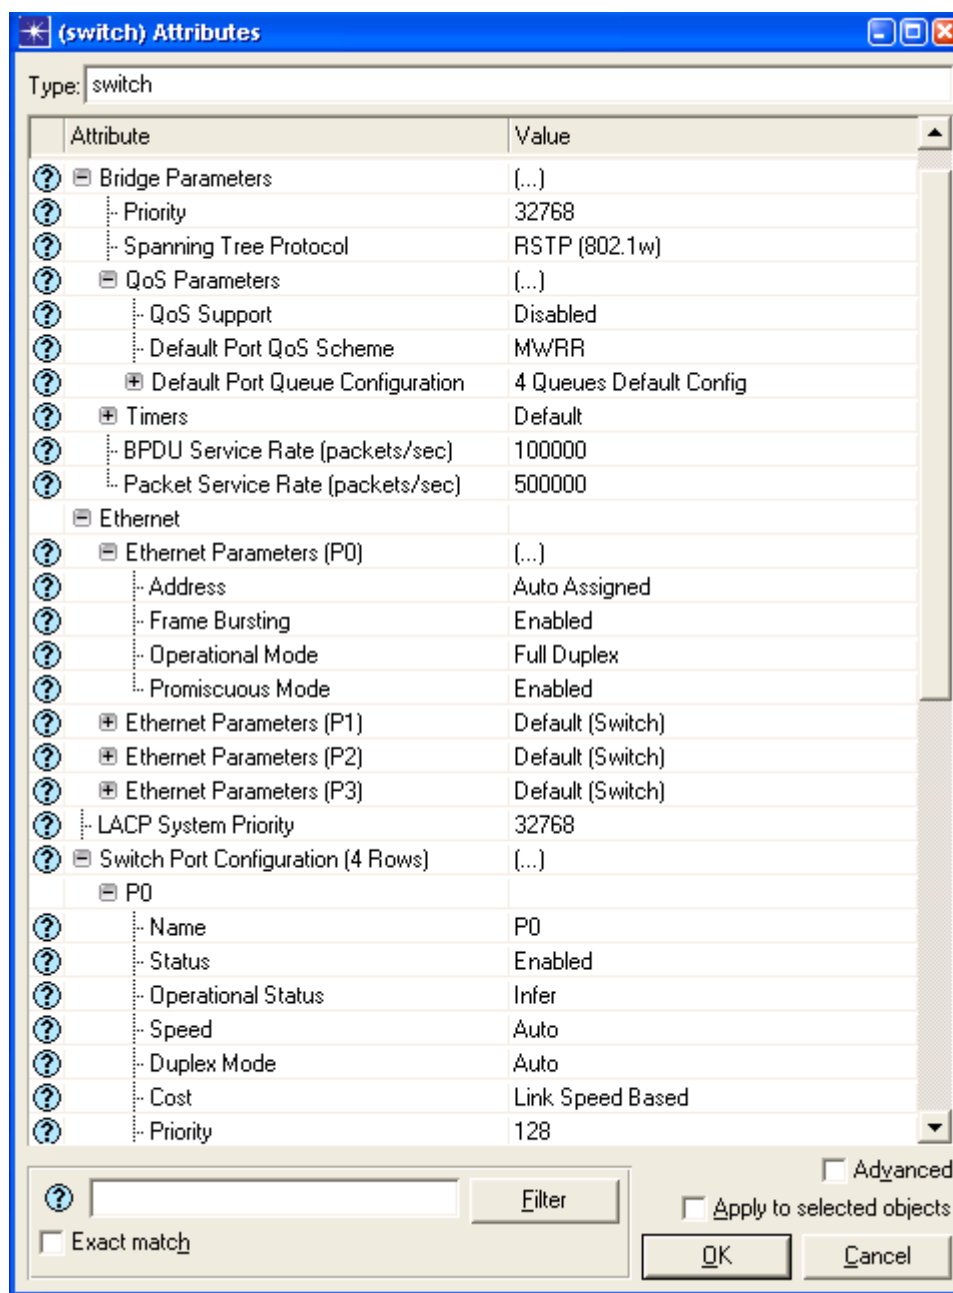 (switch) Attributes
Type: switch
Attribute Value
Bridge Parameters (...)
Priority 32768
Spanning Tree Protocol RSTP (802.1w)
QoS Parameters (...)
QoS Support Disabled
Default Port QoS Scheme MWRR
Default Port Queue Configuration 4 Queues Default Config
Timers Default
BPDU Service Rate (packets/sec) 100000
Packet Service Rate (packets/sec) 500000
Ethernet
Ethernet Parameters (P0) (...)
Address Auto Assigned
Frame Bursting Enabled
Operational Mode Full Duplex
Promiscuous Mode Enabled
Ethernet Parameters (P1) Default (Switch)
Ethernet Parameters (P2) Default (Switch)
Ethernet Parameters (P3) Default (Switch)
LACP System Priority 32768
Switch Port Configuration (4 Rows) (...)
P0
Name P0
Status Enabled
Operational Status Infer
Speed Auto
Duplex Mode Auto
Cost Link Speed Based
Priority 128
Advanced
Filter
Apply to selected objects
Exact match
OK Cancel